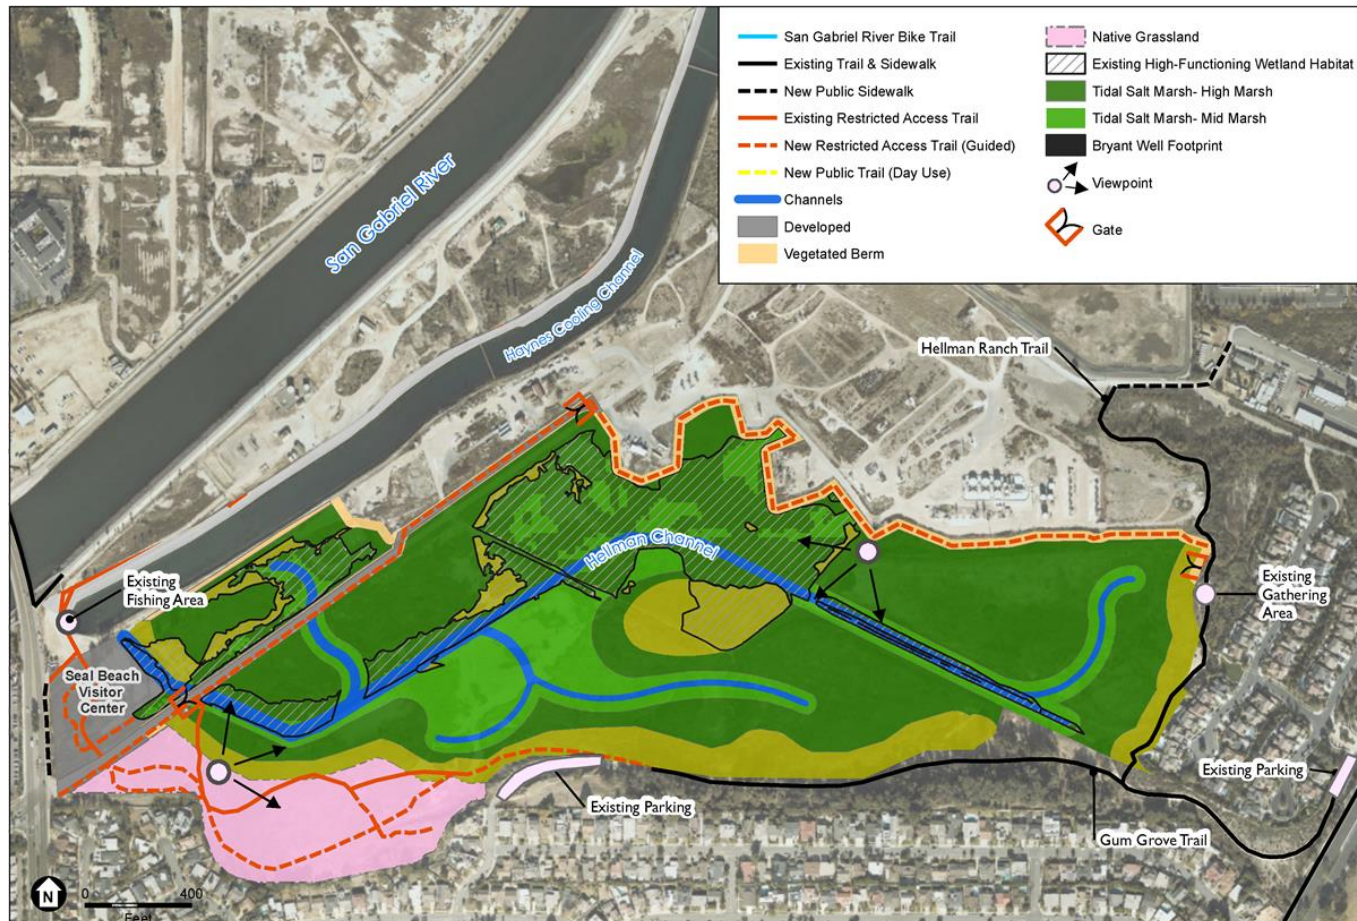 San Gabriel River Bike Trail
Existing Trail & Sidewalk
New Public Sidewalk
Existing Restricted Access Trail
New Restricted Access Trail (Guided)
New Public Trail (Day Use)
Channels
Developed
Vegetated Berm
Native Grassland
Existing High-Functioning Wetland Habitat
Tidal Salt Marsh- High Marsh
Tidal Salt Marsh- Mid Marsh
Bryant Well Footprint
Viewpoint
Gate
San Gabriel River
Haynes Cooling Channel
Hellman Ranch Trail
Hellman Channel
Existing
Fishing Area
Existing
Gathering
Area
Seal Beach
Visitor
Center
Existing Parking
Existing Parking
Gum Grove Trail
N
0 400
Feet